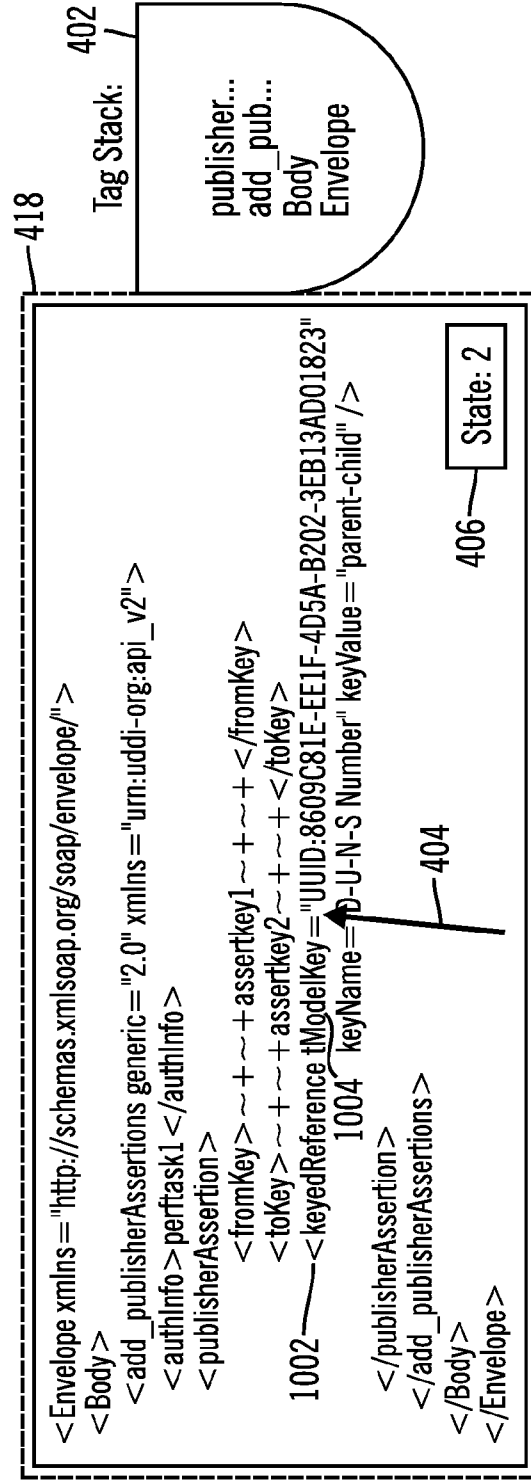 418
402
Tag Stack:
publisher...
add_pub...
Body
Envelope
<Envelope xmlns="http://schemas.xmlsoap.org/soap/envelope/">
<Body>
<add_publisherAssertions generic="2.0" xmlns="urn:uddi-org:api_v2">
<authInfo>perftask1</authInfo>
<publisherAssertion>
<fromKey>~+~+assertkey1~+~+</fromKey>
<toKey>~+~+assertkey2~+~+</toKey>
1002
<keyedReference tModelKey="UUID:8609C81E-EE1F-4D5A-B202-3EB13AD01823"
1004
keyName="D-U-N-S Number" keyValue="parent-child"/>
</publisherAssertion>
</add_publisherAssertions>
</Body>
</Envelope>
404
406
State: 2